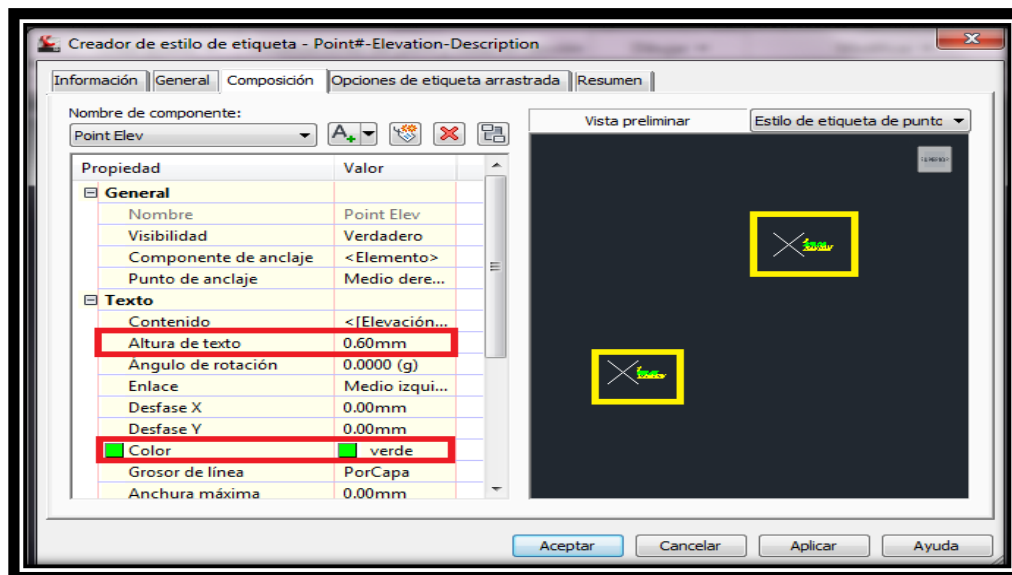 Creador de estilo de etiqueta - Point#-Elevation-Description
Información General Composición Opciones de etiqueta arrastrada Resumen
Nombre de componente:
Point Elev
Vista preliminar
Estilo de etiqueta de punto
Propiedad Valor
General
Nombre Point Elev
Visibilidad Verdadero
Componente de anclaje <Elemento>
Punto de anclaje Medio dere...
Texto
Contenido <[Elevación...
Altura de texto 0.60mm
Ángulo de rotación 0.0000 (g)
Enlace Medio izqui...
Desfase X 0.00mm
Desfase Y 0.00mm
Color verde
Grosor de línea PorCapa
Anchura máxima 0.00mm
Aceptar Cancelar Aplicar Ayuda